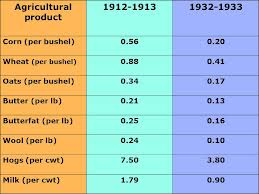 Agricultural product 1912-1913 1932-1933
Corn (per bushel) 0.56 0.20
Wheat (per bushel) 0.88 0.41
Oats (per bushel) 0.34 0.17
Butter (per lb) 0.21 0.13
Butterfat (per lb) 0.25 0.16
Wool (per lb) 0.24 0.10
Hogs (per cwt) 7.50 3.80
Milk (per cwt) 1.79 0.90